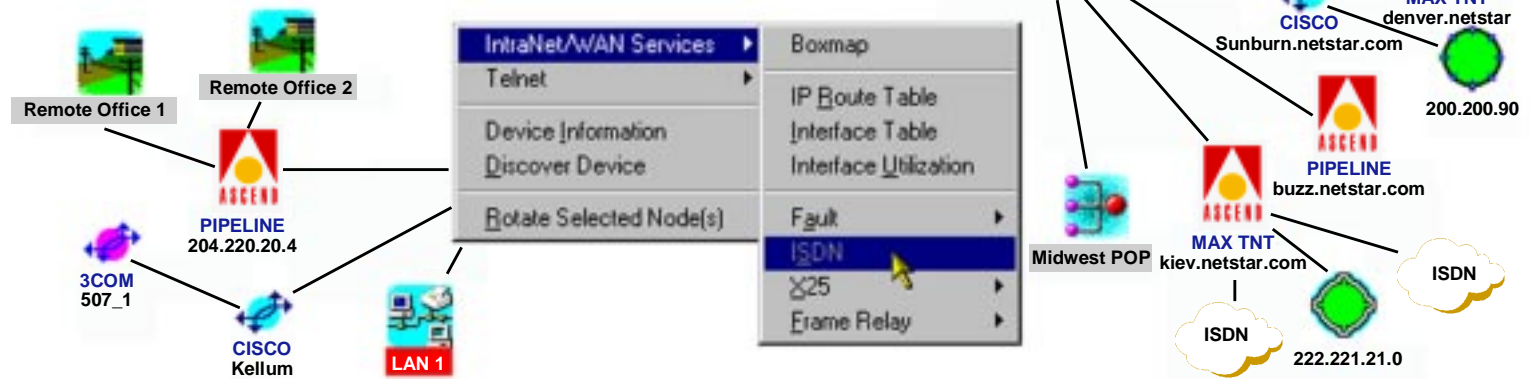 Remote Office 1
Remote Office 2
ASCEND
PIPELINE
204.220.20.4
3COM
507_1
CISCO
Kellum
LAN 1
IntraNet/WAN Services
Telnet
Device Information
Discover Device
Rotate Selected Node(s)
Boxmap
IP Route Table
Interface Table
Interface Utilization
Fault
ISDN
X25
Frame Relay
Midwest POP
CISCO
Sunburn.netstar.com
MAX TNT
denver.netstar
200.200.90
ASCEND
PIPELINE
buzz.netstar.com
ASCEND
MAX TNT
kiev.netstar.com
ISDN
ISDN
222.221.21.0